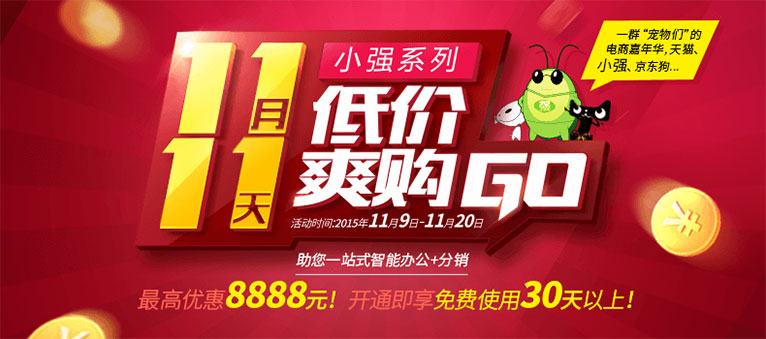 11月
11天
小强系列
低价
爽购GO
活动时间:2015年11月9日-11月20日
一群“宠物们”的
电商嘉年华,天猫、
小强、京东狗...
助您一站式智能办公+分销
最高优惠8888元!开通即享免费使用30天以上!
¥
¥